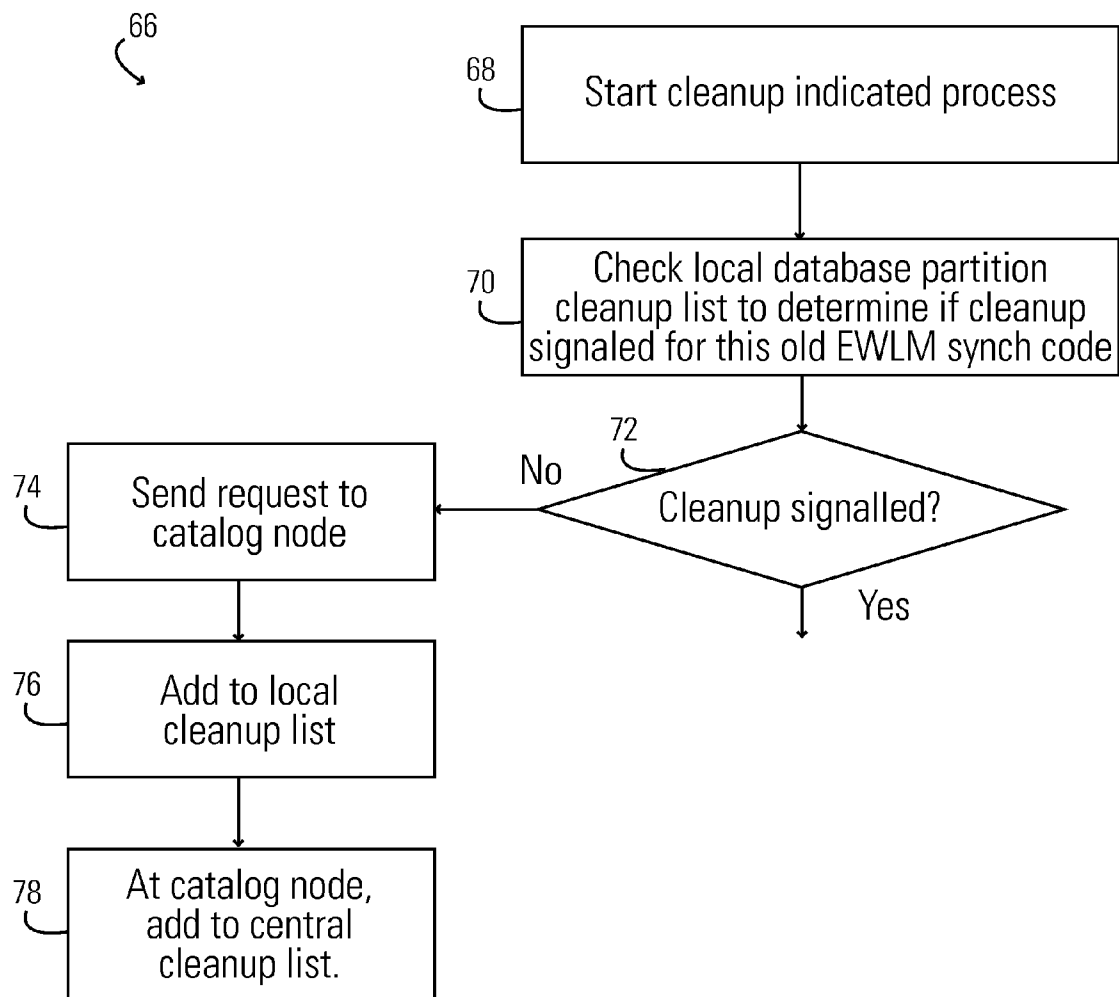 66
68
Start cleanup indicated process
70
Check local database partition
cleanup list to determine if cleanup
signaled for this old EWLM synch code
72
Cleanup signalled?
No
Yes
74
Send request to
catalog node
76
Add to local
cleanup list
78
At catalog node,
add to central
cleanup list.